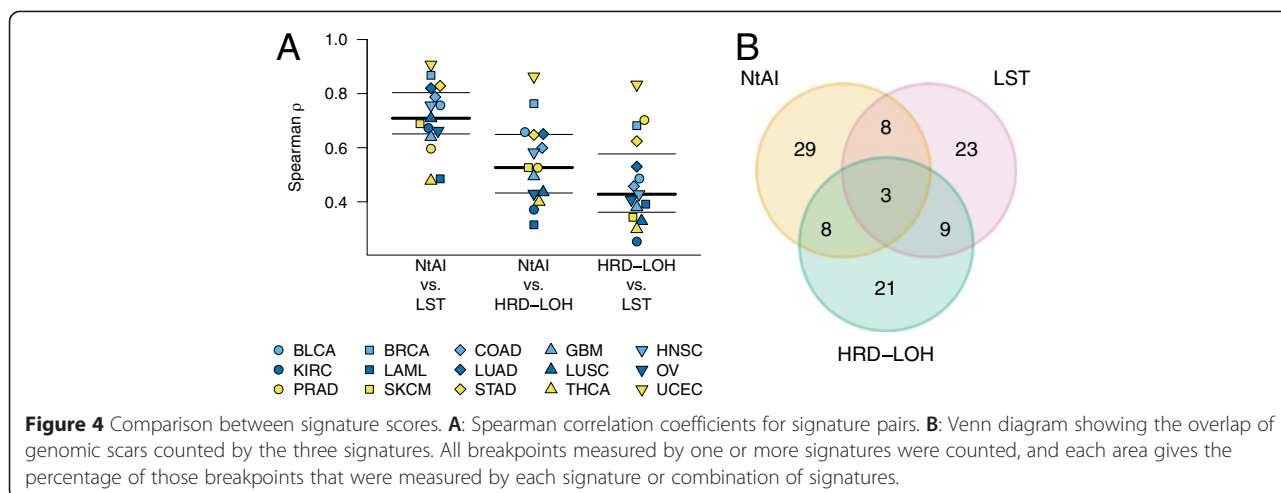 A
1.0
0.8
0.6
0.4
Spearman ρ
NtAI
vs.
LST
NtAI
vs.
HRD–LOH
HRD–LOH
vs.
LST
BLCA BRCA COAD GBM HNSC
KIRC LAML LUAD LUSC OV
PRAD SKCM STAD THCA UCEC
B
NtAI LST
8
29 23
3
8 9
21
HRD–LOH
Figure 4 Comparison between signature scores. A: Spearman correlation coefficients for signature pairs. B: Venn diagram showing the overlap of
genomic scars counted by the three signatures. All breakpoints measured by one or more signatures were counted, and each area gives the
percentage of those breakpoints that were measured by each signature or combination of signatures.